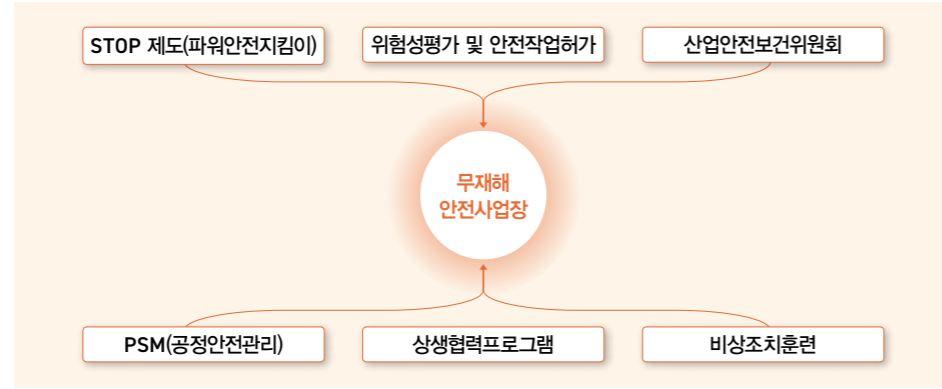 STOP 제도(파워안전지킴이)
위험성평가 및 안전작업허가
산업안전보건위원회
무재해
안전사업장
PSM(공정안전관리)
상생협력프로그램
비상조치훈련